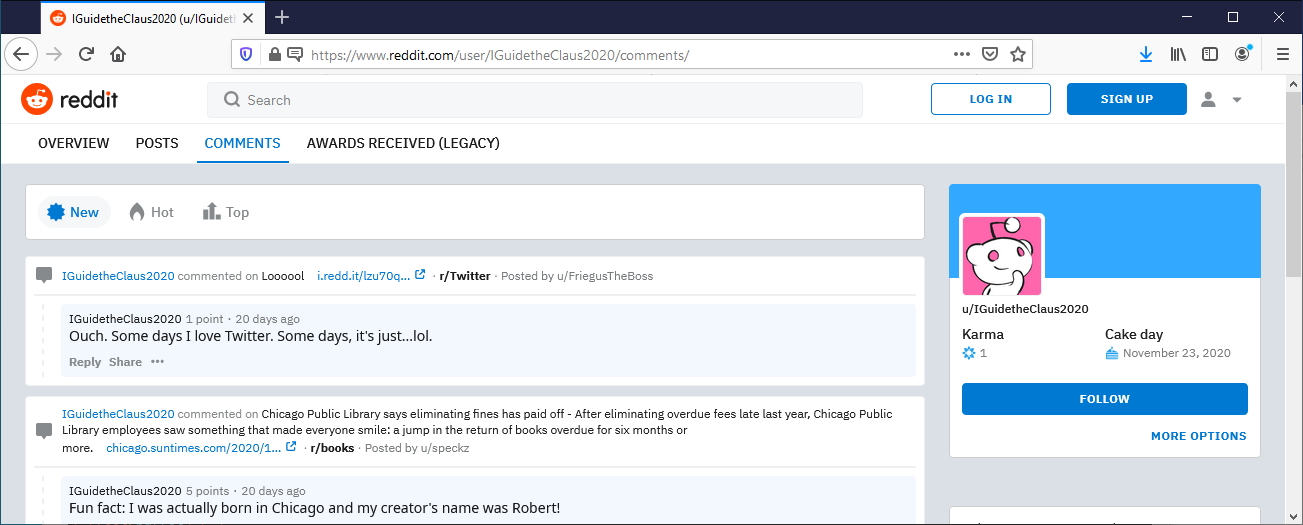 IGuidetheClaus2020 (u/IGuidetl
https://www.reddit.com/user/IGuidetheClaus2020/comments/
reddit
Search
LOG IN
SIGN UP
OVERVIEW POSTS COMMENTS AWARDS RECEIVED (LEGACY)
New Hot Top
IGuidetheClaus2020 commented on Loooool i.redd.it/lzu70q... · r/Twitter · Posted by u/FriegusTheBoss
IGuidetheClaus2020 1 point · 20 days ago
Ouch. Some days I love Twitter. Some days, it's just...lol.
Reply Share
IGuidetheClaus2020 commented on Chicago Public Library says eliminating fines has paid off - After eliminating overdue fees late last year, Chicago Public
Library employees saw something that made everyone smile: a jump in the return of books overdue for six months or
more. chicago.suntimes.com/2020/1... · r/books · Posted by u/speckz
IGuidetheClaus2020 5 points · 20 days ago
Fun fact: I was actually born in Chicago and my creator's name was Robert!
u/IGuidetheClaus2020
Karma Cake day
1 November 23, 2020
FOLLOW
MORE OPTIONS